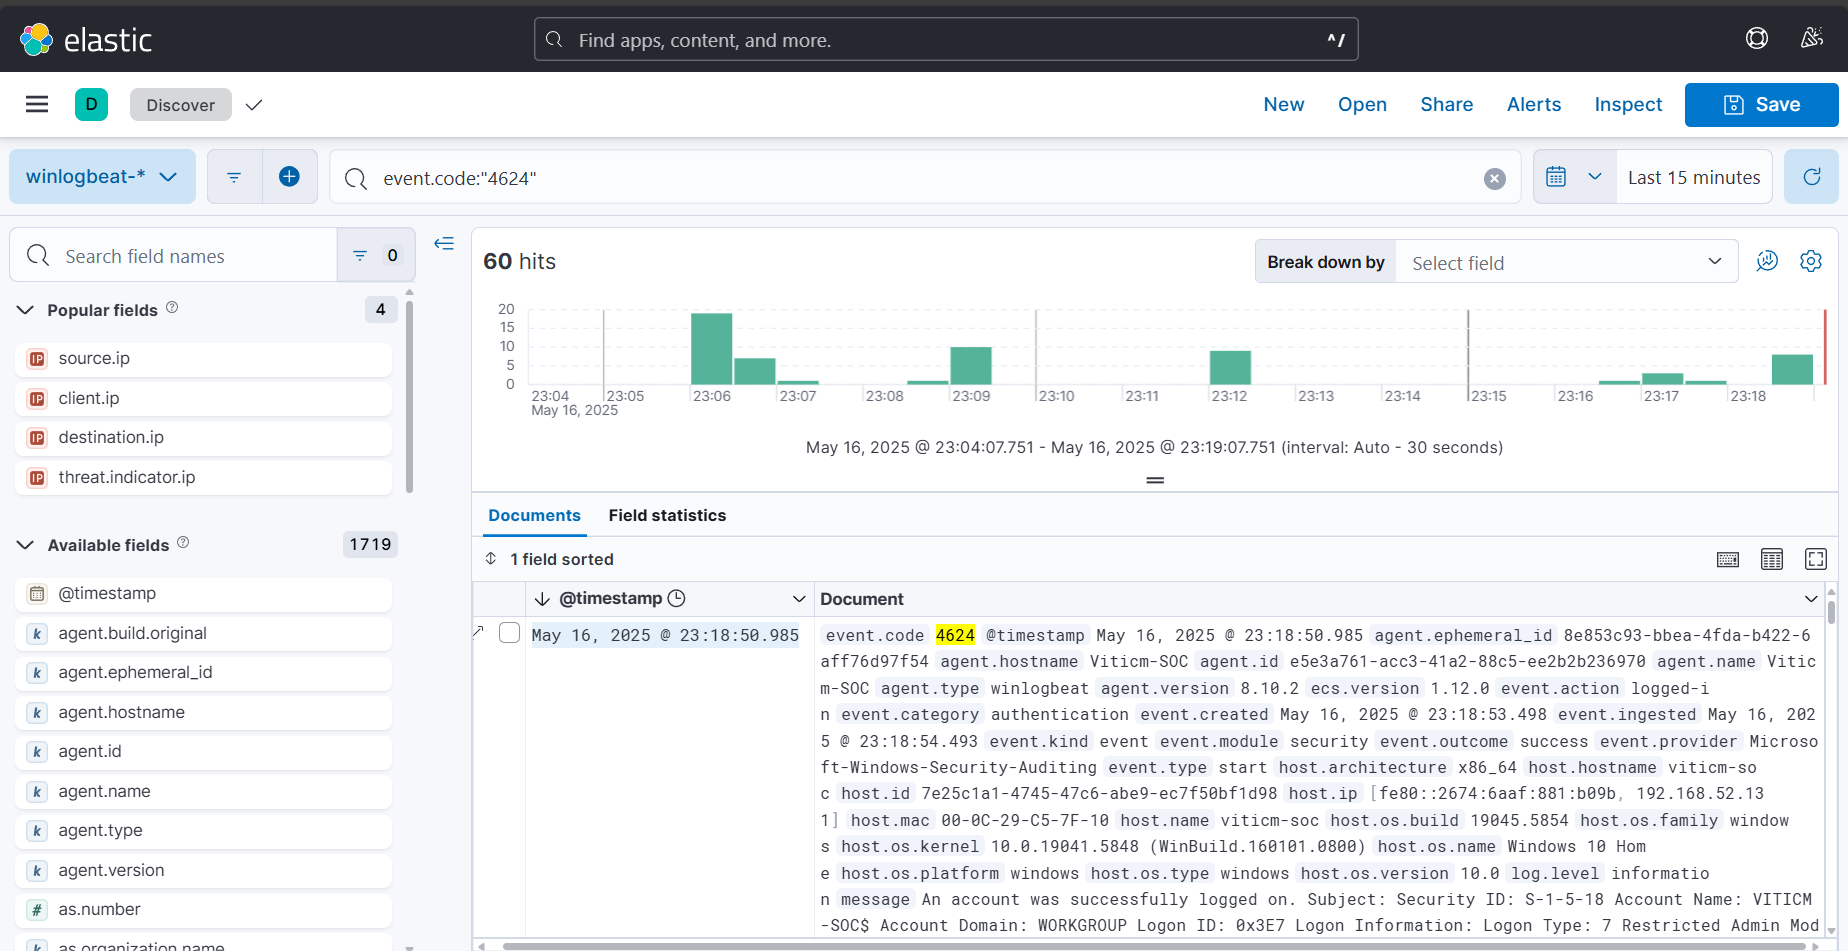 elastic
Find apps, content, and more.
^/
D
Discover
New
Open
Share
Alerts
Inspect
Save
winlogbeat-*
event.code:"4624"
Last 15 minutes
Search field names
0
60 hits
Break down by
Select field
Popular fields
4
source.ip
client.ip
destination.ip
threat.indicator.ip
20
15
10
5
0
23:04
23:05
23:06
23:07
23:08
23:09
23:10
23:11
23:12
23:13
23:14
23:15
23:16
23:17
23:18
May 16, 2025
May 16, 2025 @ 23:04:07.751 - May 16, 2025 @ 23:19:07.751 (interval: Auto - 30 seconds)
Available fields
1719
@timestamp
agent.build.original
agent.ephemeral_id
agent.hostname
agent.id
agent.name
agent.type
agent.version
as.number
as.organization.name
Documents
Field statistics
1 field sorted
@timestamp
Document
May 16, 2025 @ 23:18:50.985
event.code 4624 @timestamp May 16, 2025 @ 23:18:50.985 agent.ephemeral_id 8e853c93-bbea-4fda-b422-6
aff76d97f54 agent.hostname Viticm-SOC agent.id e5e3a761-acc3-41a2-88c5-ee2b2b236970 agent.name Vitic
m-SOC agent.type winlogbeat agent.version 8.10.2 ecs.version 1.12.0 event.action logged-i
n event.category authentication event.created May 16, 2025 @ 23:18:53.498 event.ingested May 16, 202
5 @ 23:18:54.493 event.kind event event.module security event.outcome success event.provider Microso
ft-Windows-Security-Auditing event.type start host.architecture x86_64 host.hostname viticm-so
c host.id 7e25c1a1-4745-47c6-abe9-ec7f50bf1d98 host.ip [fe80::2674:6aaf:881:b09b, 192.168.52.13
1] host.mac 00-0C-29-C5-7F-10 host.name viticm-soc host.os.build 19045.5854 host.os.family window
s host.os.kernel 10.0.19041.5848 (WinBuild.160101.0800) host.os.name Windows 10 Hom
e host.os.platform windows host.os.type windows host.os.version 10.0 log.level informatio
n message An account was successfully logged on. Subject: Security ID: S-1-5-18 Account Name: VITICM
-SOC$ Account Domain: WORKGROUP Logon ID: 0x3E7 Logon Information: Logon Type: 7 Restricted Admin Mod